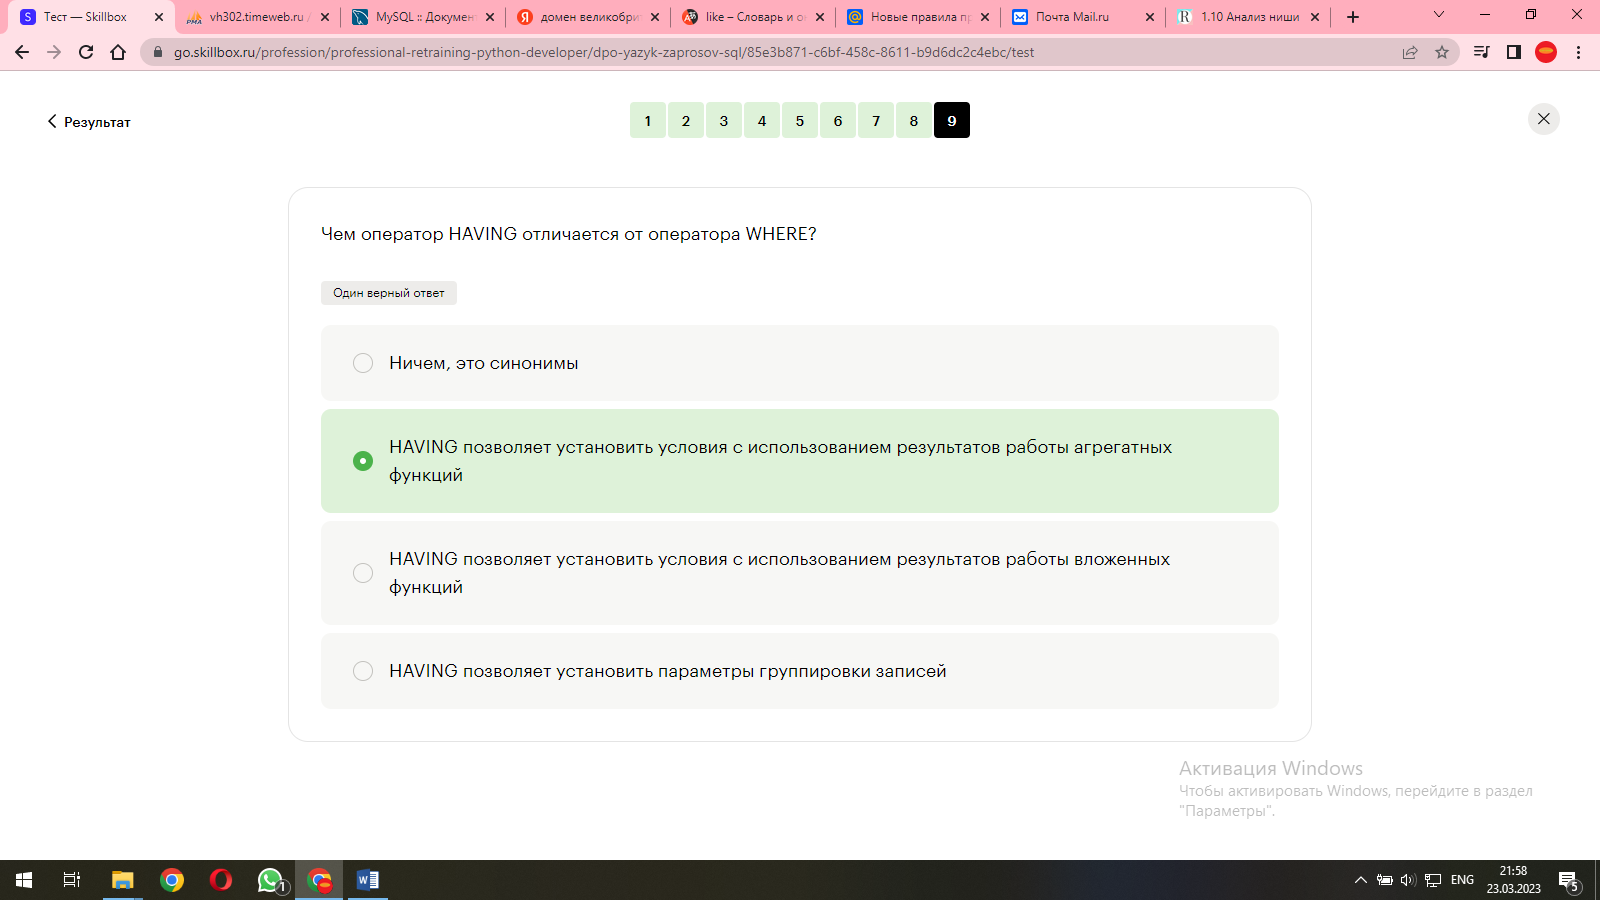 Тест — Skillbox
vh302.timeweb.ru /
MySQL :: Докумен
домен великобри
like – Словарь и о
Новые правила п
Почта Mail.ru
1.10 Анализ ниши
go.skillbox.ru/profession/professional-retraining-python-developer/dpo-yazyk-zaprosov-sql/85e3b871-c6bf-458c-8611-b9d6dc2c4ebc/test
Результат
1 2 3 4 5 6 7 8 9
Чем оператор HAVING отличается от оператора WHERE?
Один верный ответ
Ничем, это синонимы
HAVING позволяет установить условия с использованием результатов работы агрегатных
функций
HAVING позволяет установить условия с использованием результатов работы вложенных
функций
HAVING позволяет установить параметры группировки записей
Активация Windows
Чтобы активировать Windows, перейдите в раздел
"Параметры".
1
ENG
21:58
23.03.2023
5